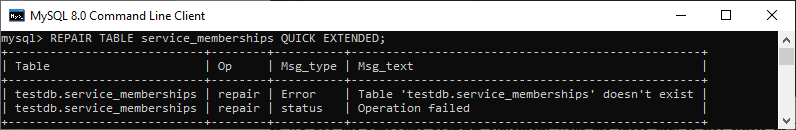 MySQL 8.0 Command Line Client
mysql> REPAIR TABLE service_memberships QUICK EXTENDED;
+-----------------------------+--------+----------+----------------------------------------------------+
| Table                       | Op     | Msg_type | Msg_text                                           |
+-----------------------------+--------+----------+----------------------------------------------------+
| testdb.service_memberships | repair | Error    | Table 'testdb.service_memberships' doesn't exist |
| testdb.service_memberships | repair | status   | Operation failed                                   |
+-----------------------------+--------+----------+----------------------------------------------------+